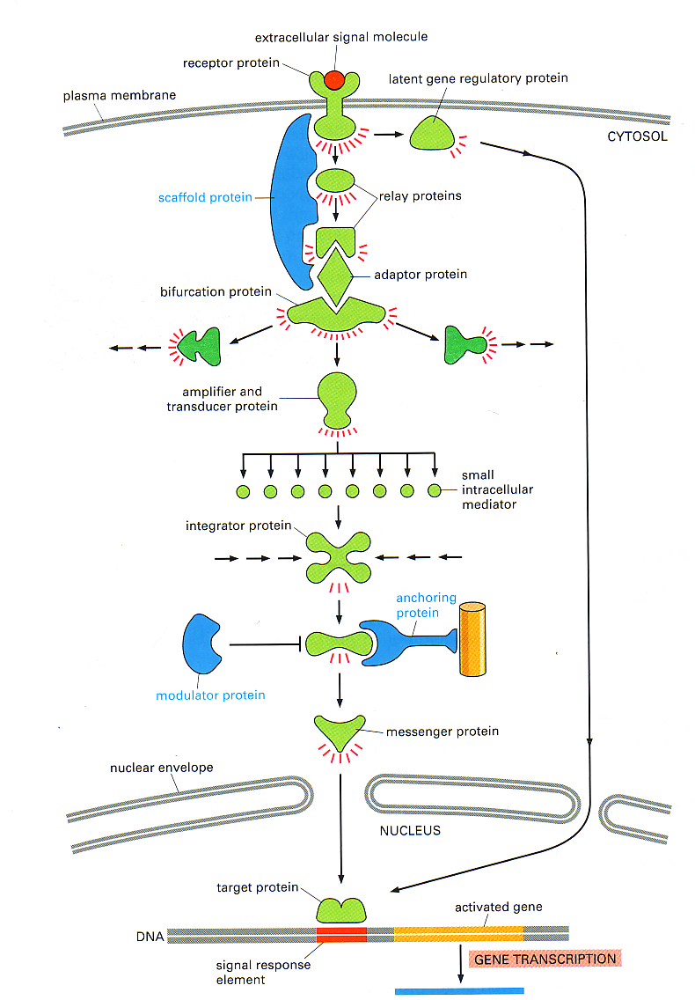 extracellular signal molecule
receptor protein
latent gene regulatory protein
plasma membrane
CYTOSOL
scaffold protein
relay proteins
adaptor protein
bifurcation protein
amplifier and
transducer protein
small
intracellular
mediator
integrator protein
anchoring
protein
modulator protein
messenger protein
nuclear envelope
NUCLEUS
target protein
activated gene
DNA
signal response
element
GENE TRANSCRIPTION